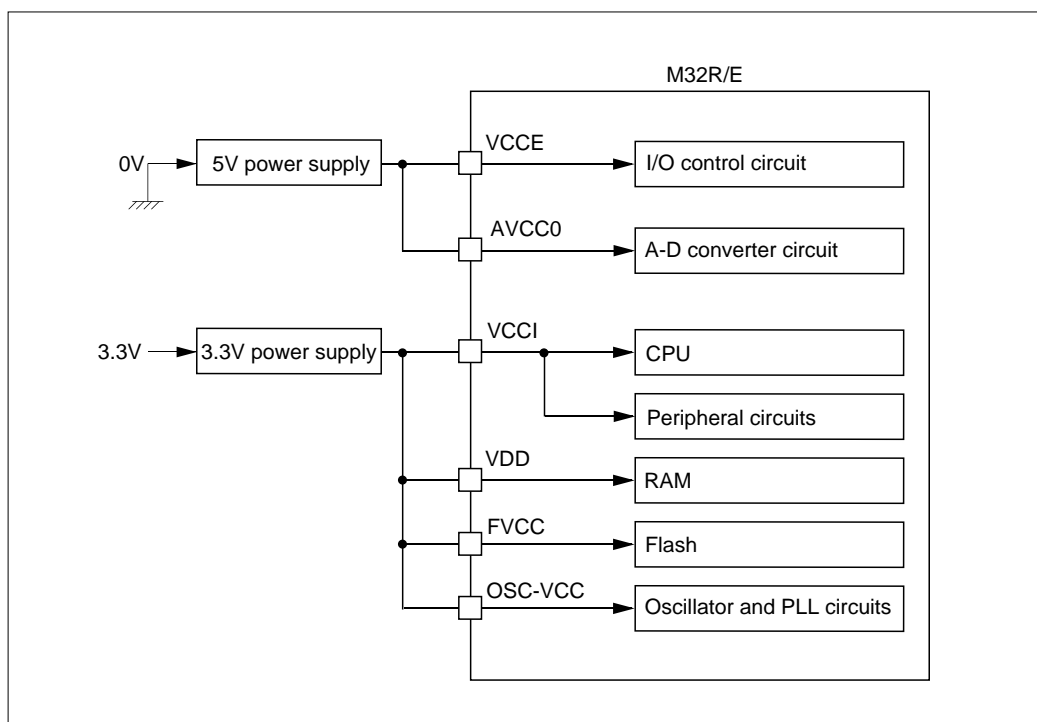 M32R/E
VCCE
0V
5V power supply
I/O control circuit
AVCC0
A-D converter circuit
VCCI
3.3V
3.3V power supply
CPU
Peripheral circuits
VDD
RAM
FVCC
Flash
OSC-VCC
Oscillator and PLL circuits